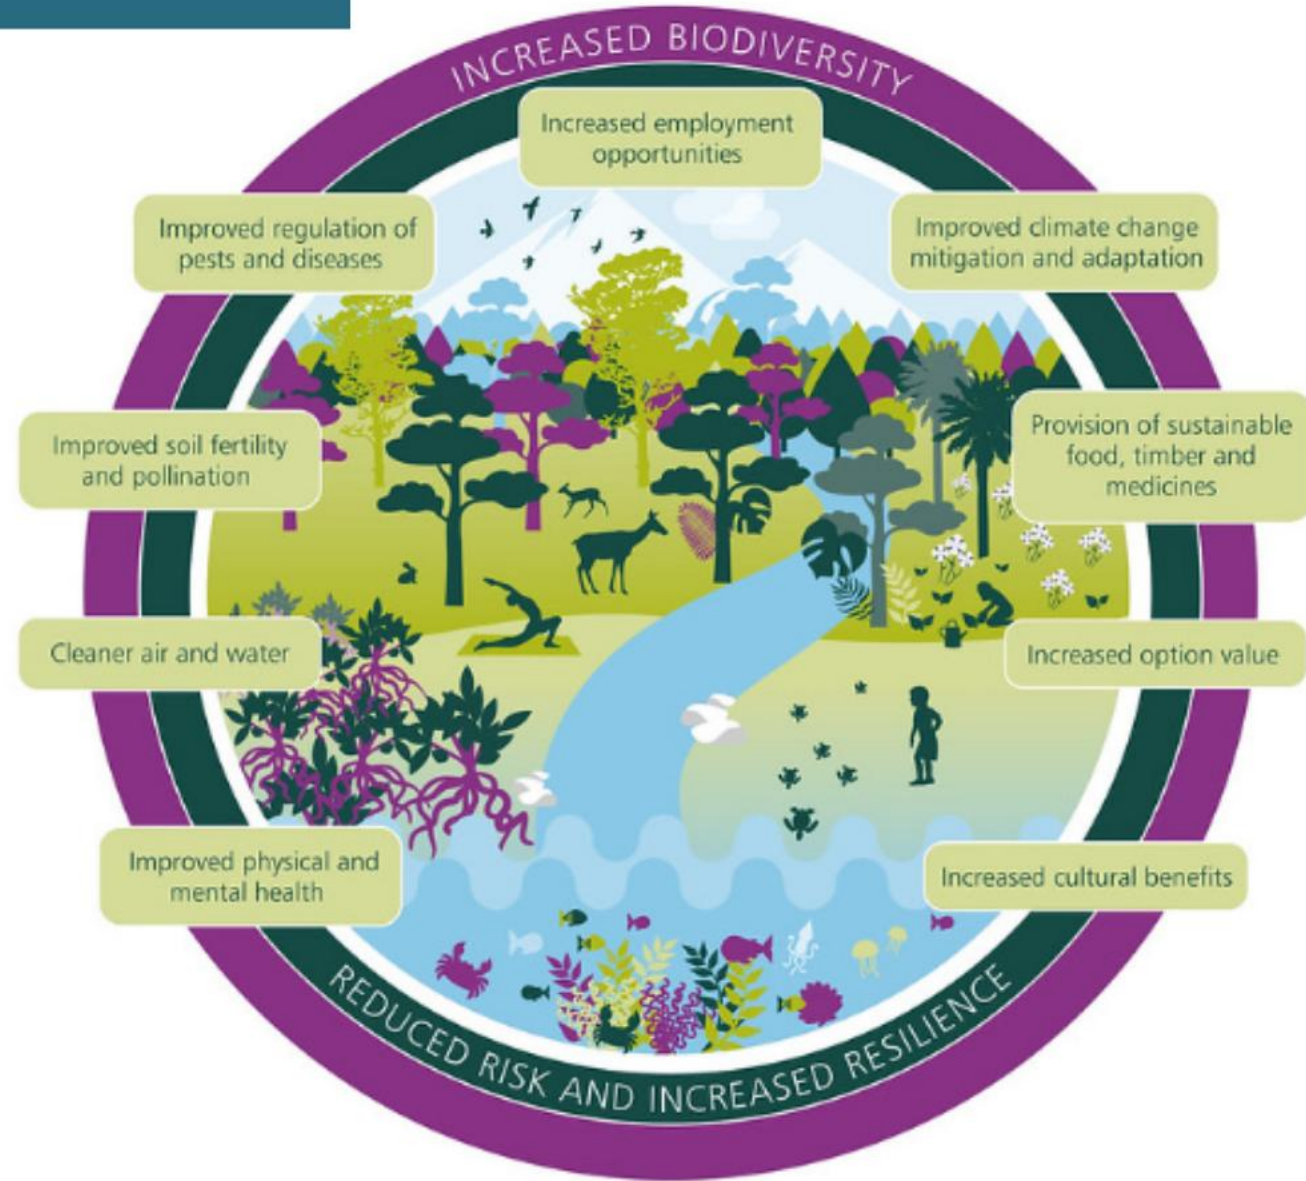 INCREASED BIODIVERSITY
Increased employment
opportunities
Improved regulation of
pests and diseases
Improved climate change
mitigation and adaptation
Improved soil fertility
and pollination
Provision of sustainable
food, timber and
medicines
Cleaner air and water
Increased option value
Improved physical and
mental health
Increased cultural benefits
REDUCED RISK AND INCREASED RESILIENCE